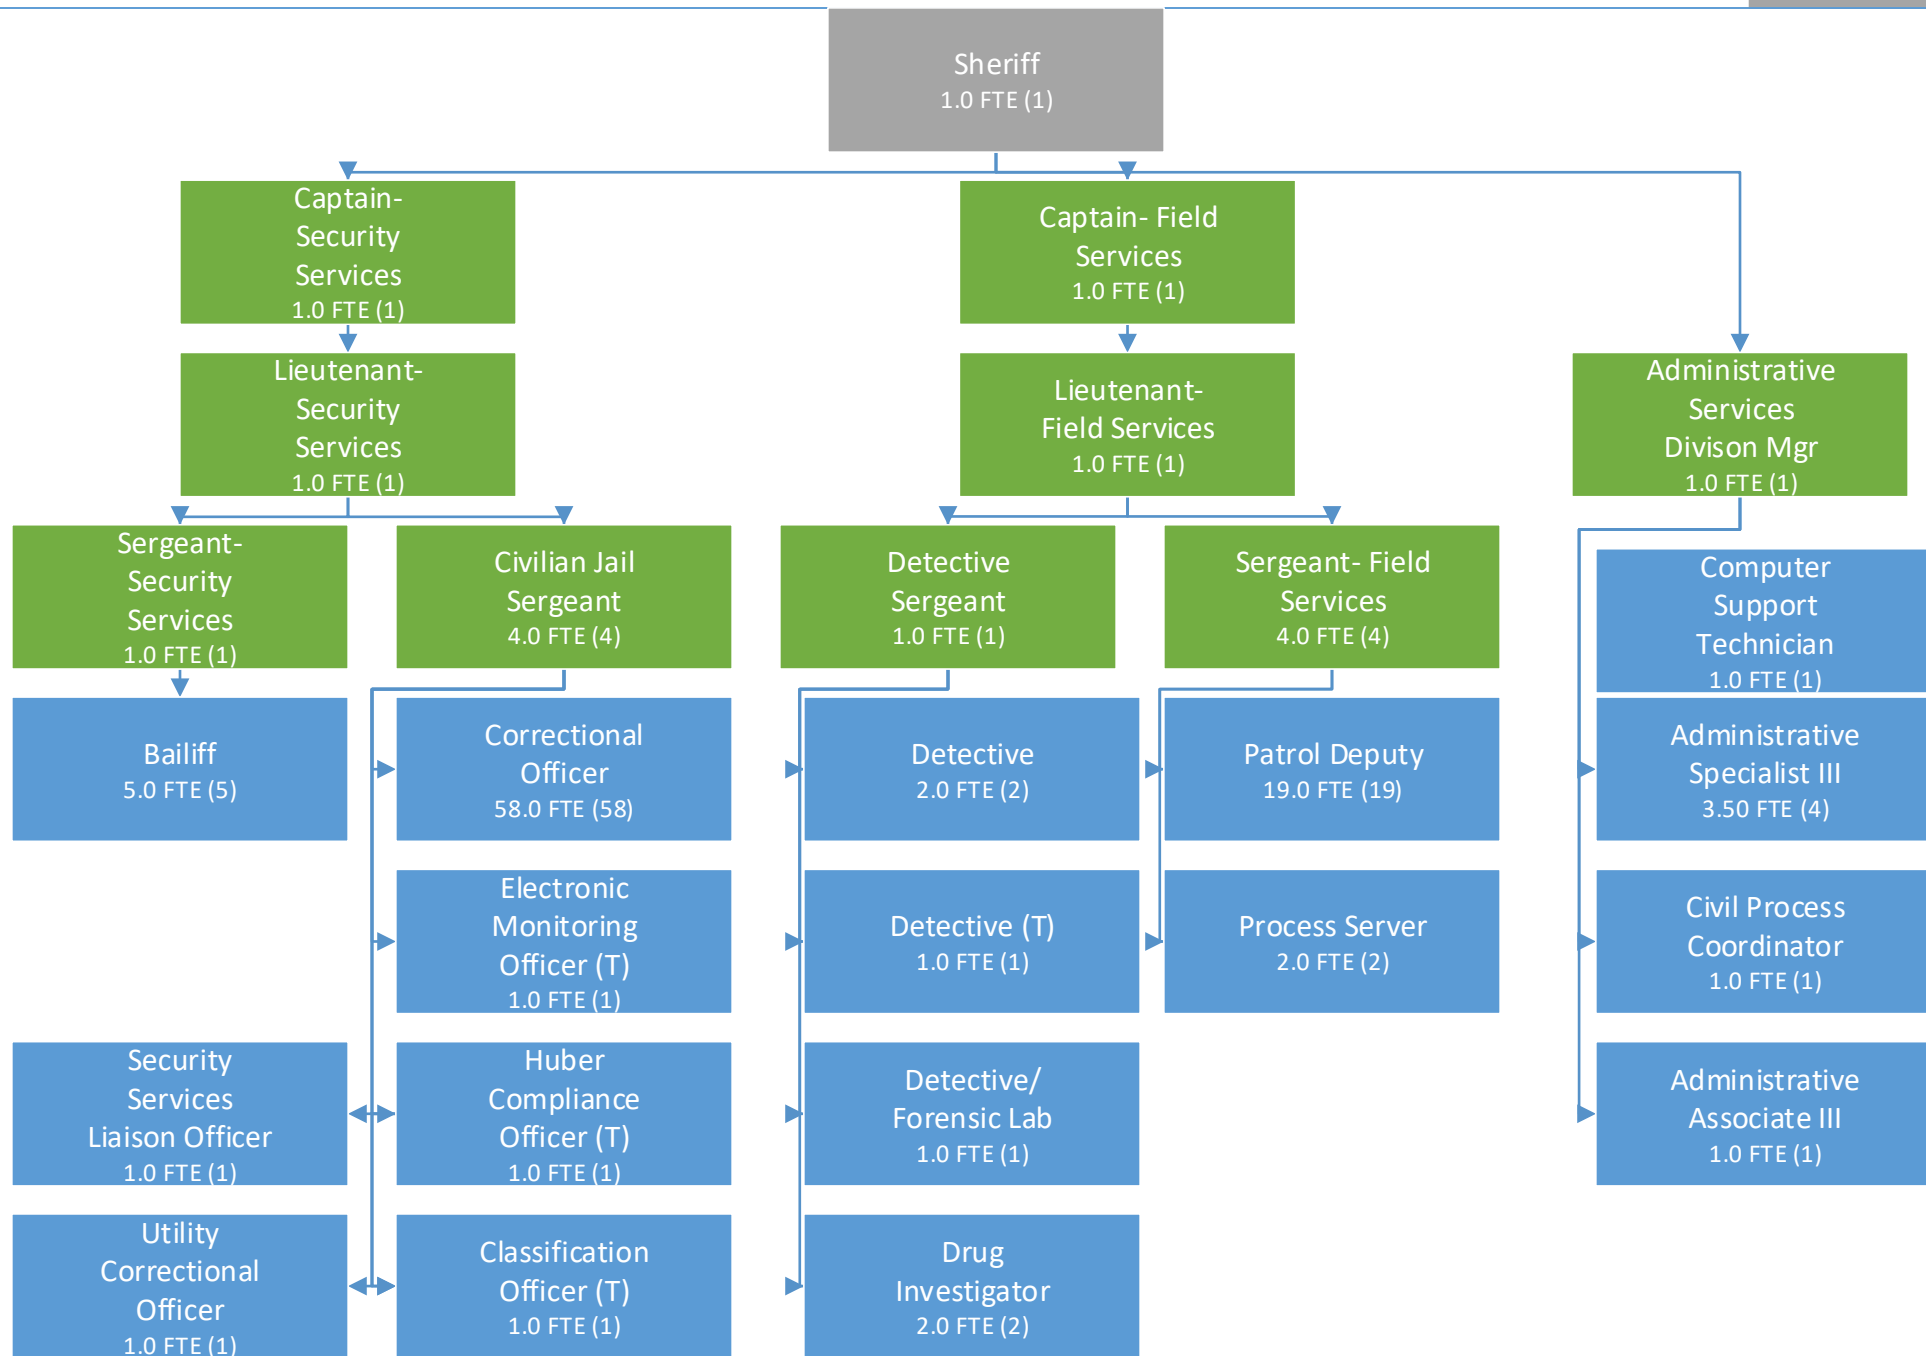 Sheriff
1.0 FTE (1)
Captain-
Security
Services
1.0 FTE (1)
Captain- Field
Services
1.0 FTE (1)
Lieutenant-
Security
Services
1.0 FTE (1)
Lieutenant-
Field Services
1.0 FTE (1)
Administrative
Services
Divison Mgr
1.0 FTE (1)
Sergeant-
Security
Services
1.0 FTE (1)
Civilian Jail
Sergeant
4.0 FTE (4)
Detective
Sergeant
1.0 FTE (1)
Sergeant- Field
Services
4.0 FTE (4)
Computer
Support
Technician
1.0 FTE (1)
Bailiff
5.0 FTE (5)
Correctional
Officer
58.0 FTE (58)
Detective
2.0 FTE (2)
Patrol Deputy
19.0 FTE (19)
Administrative
Specialist III
3.50 FTE (4)
Electronic
Monitoring
Officer (T)
1.0 FTE (1)
Detective (T)
1.0 FTE (1)
Process Server
2.0 FTE (2)
Civil Process
Coordinator
1.0 FTE (1)
Security
Services
Liaison Officer
1.0 FTE (1)
Huber
Compliance
Officer (T)
1.0 FTE (1)
Detective/
Forensic Lab
1.0 FTE (1)
Administrative
Associate III
1.0 FTE (1)
Utility
Correctional
Officer
1.0 FTE (1)
Classification
Officer (T)
1.0 FTE (1)
Drug
Investigator
2.0 FTE (2)